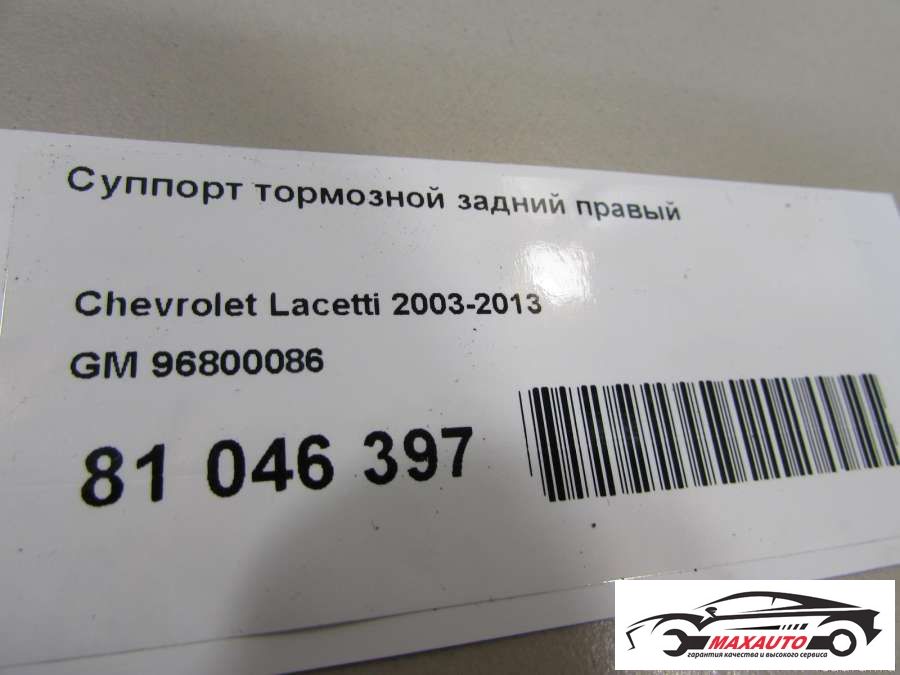 Суппорт тормозной задний правый
Chevrolet Lacetti 2003-2013
GM 96800086
81 046 397
MAXAUTO
гарантия качества и высокого сервиса